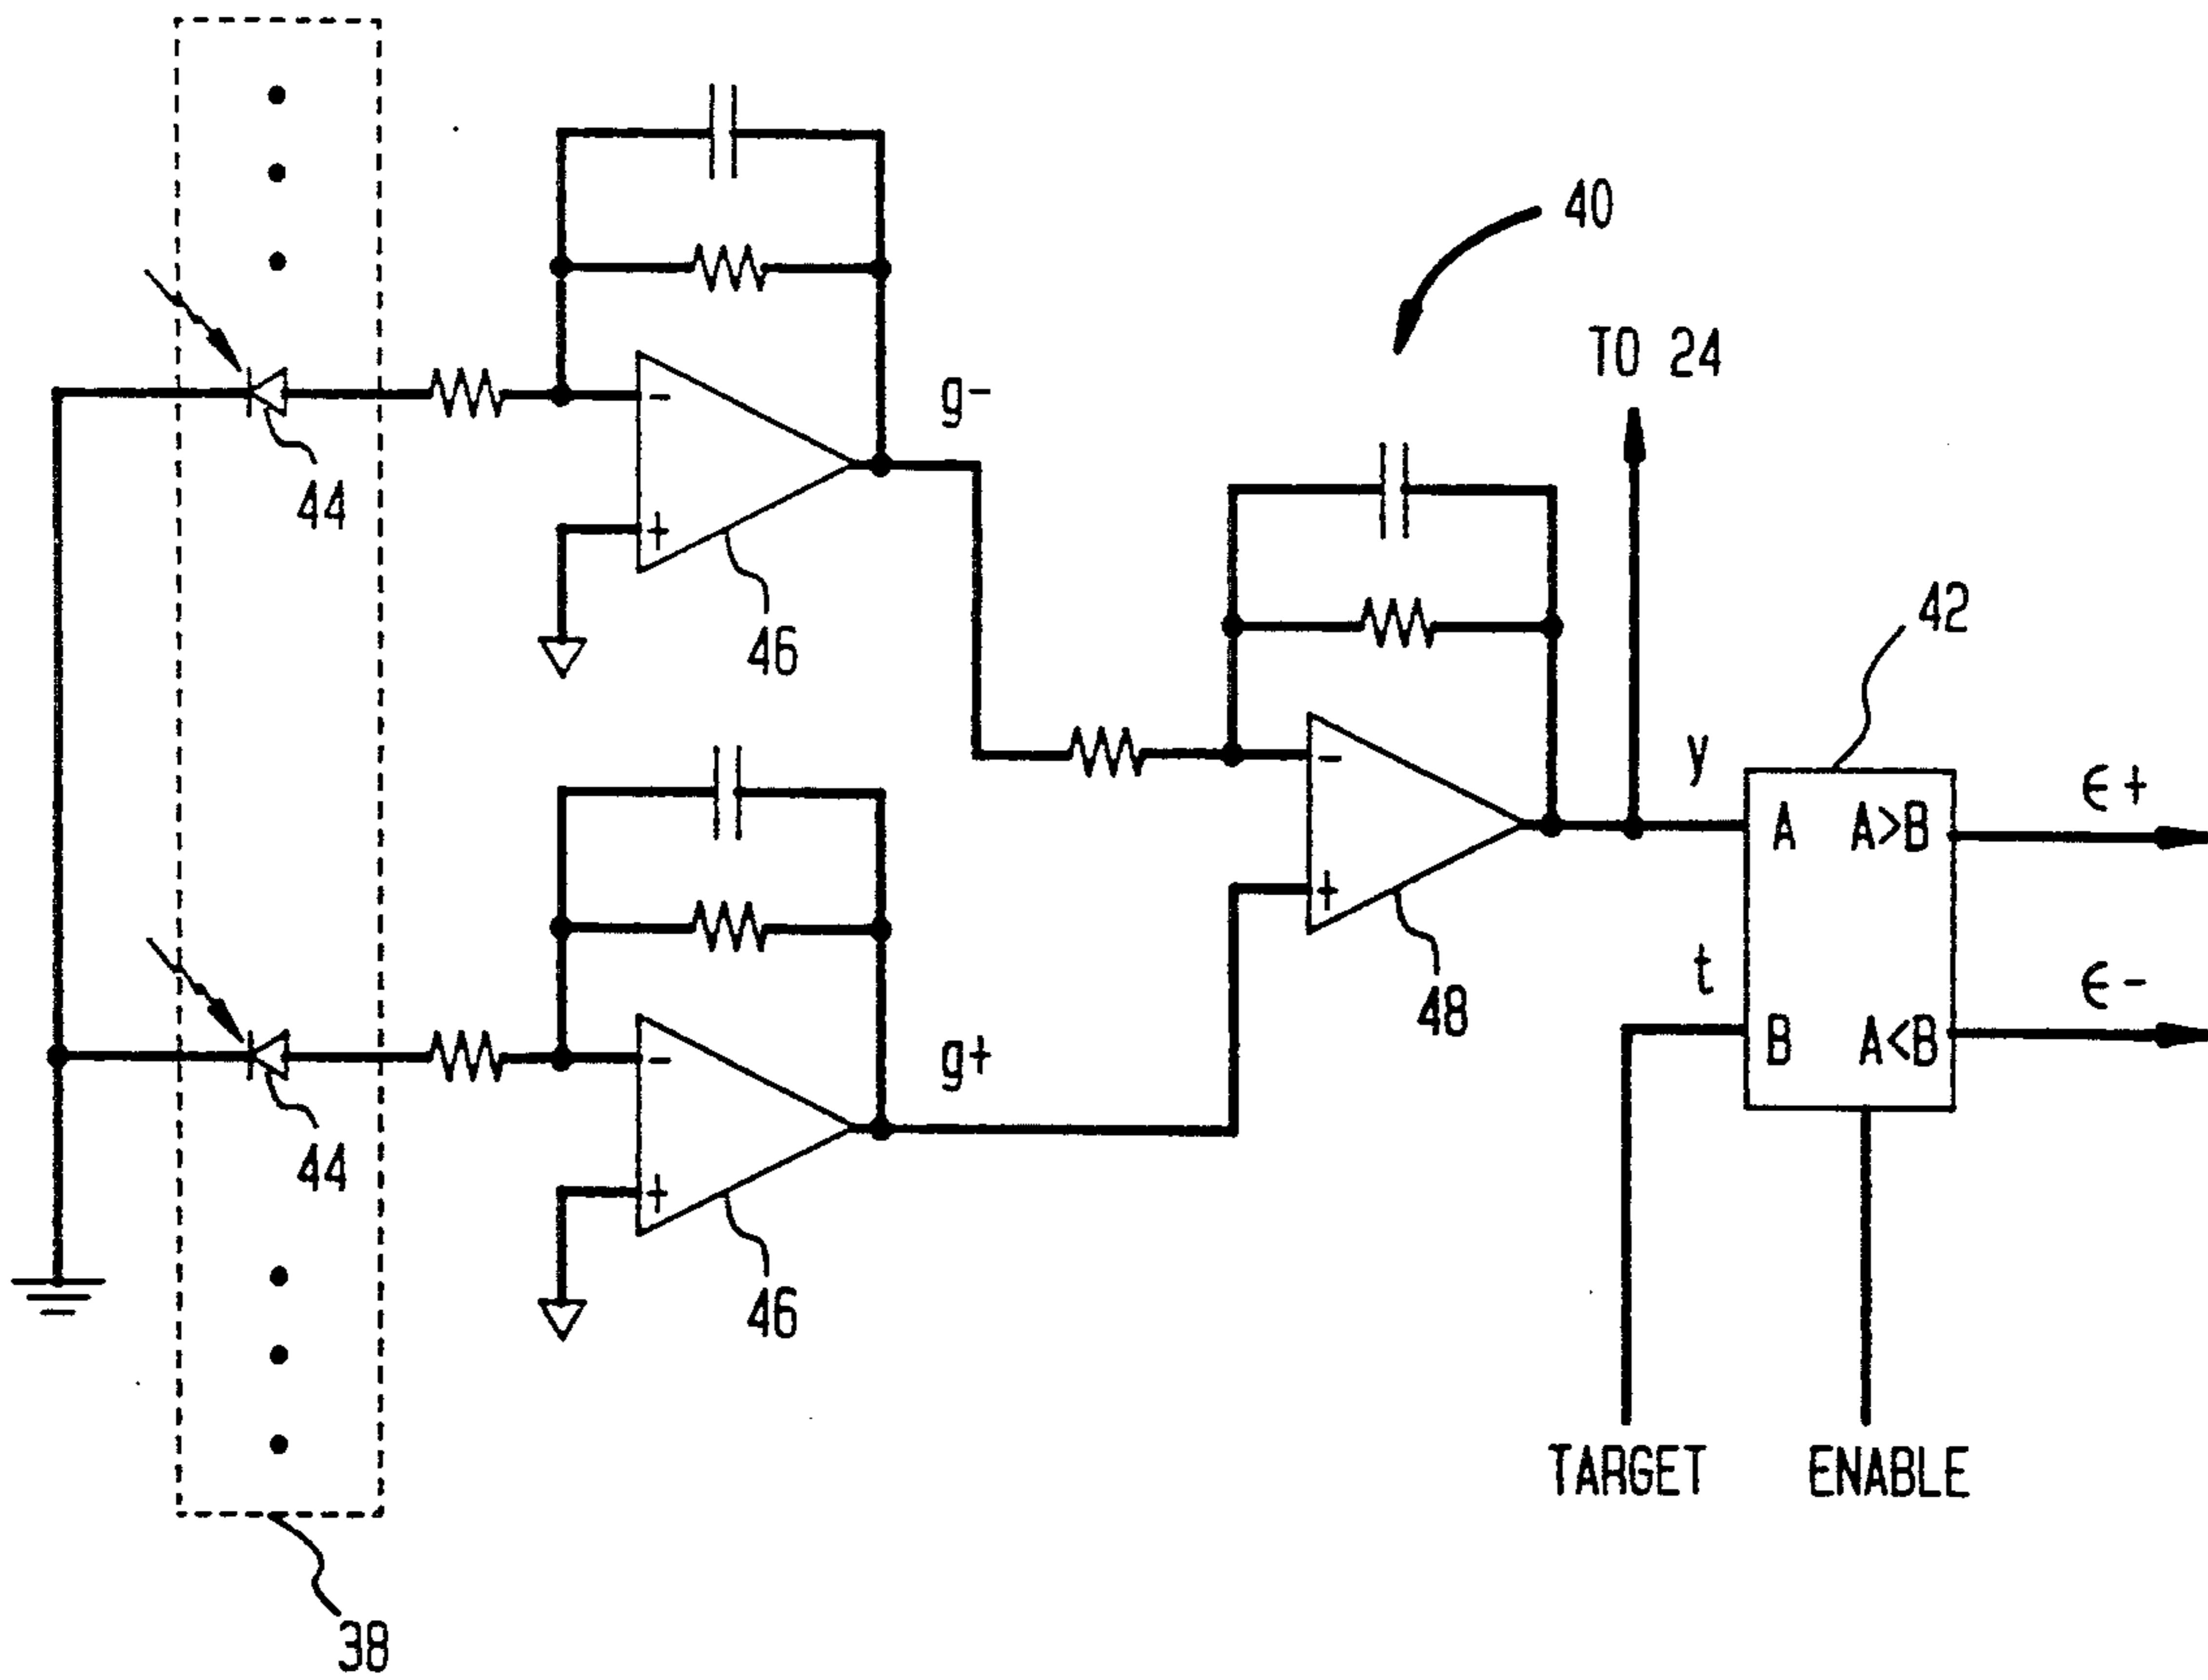 40
TO 24
g-
-
+
44
46
42
y
-
+
A A>B
ϵ+
48
t
ϵ-
B A<B
g+
-
+
44
46
TARGET ENABLE
38